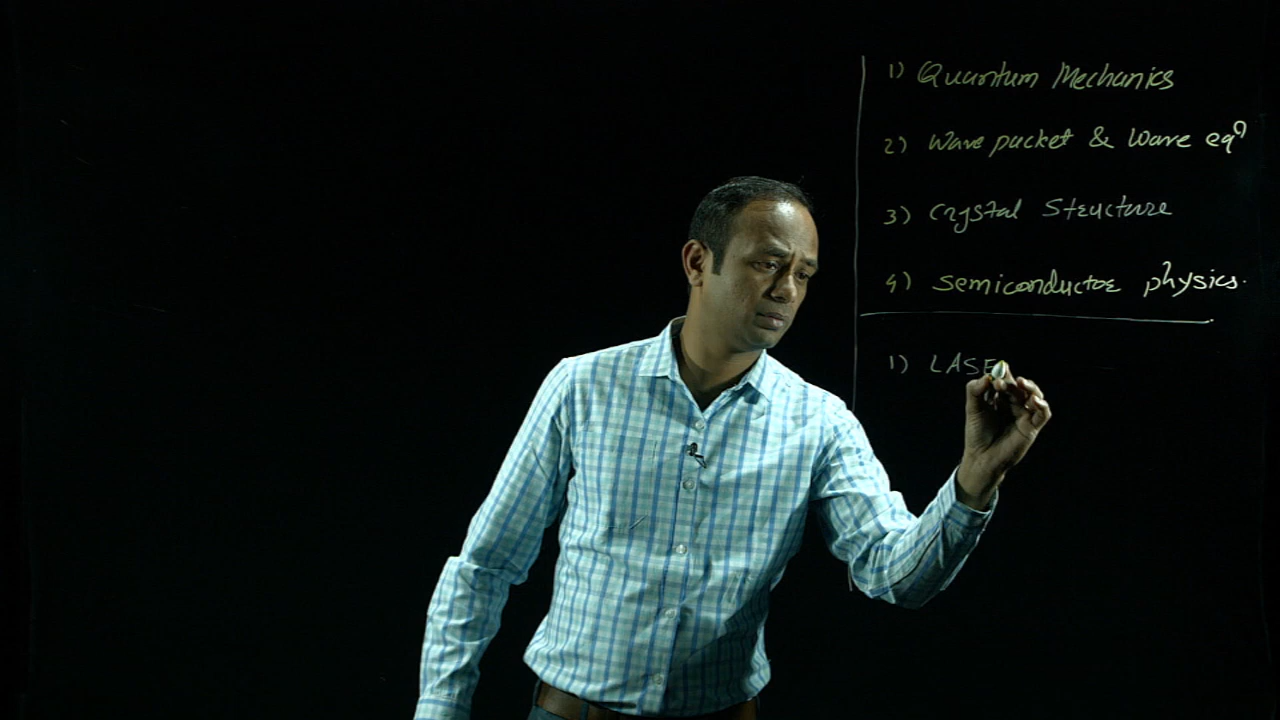 1) Quantum Mechanics
2) Wave packet & Wave eqⁿ
3) Crystal Structure
4) Semiconductor physics.
1) LASE